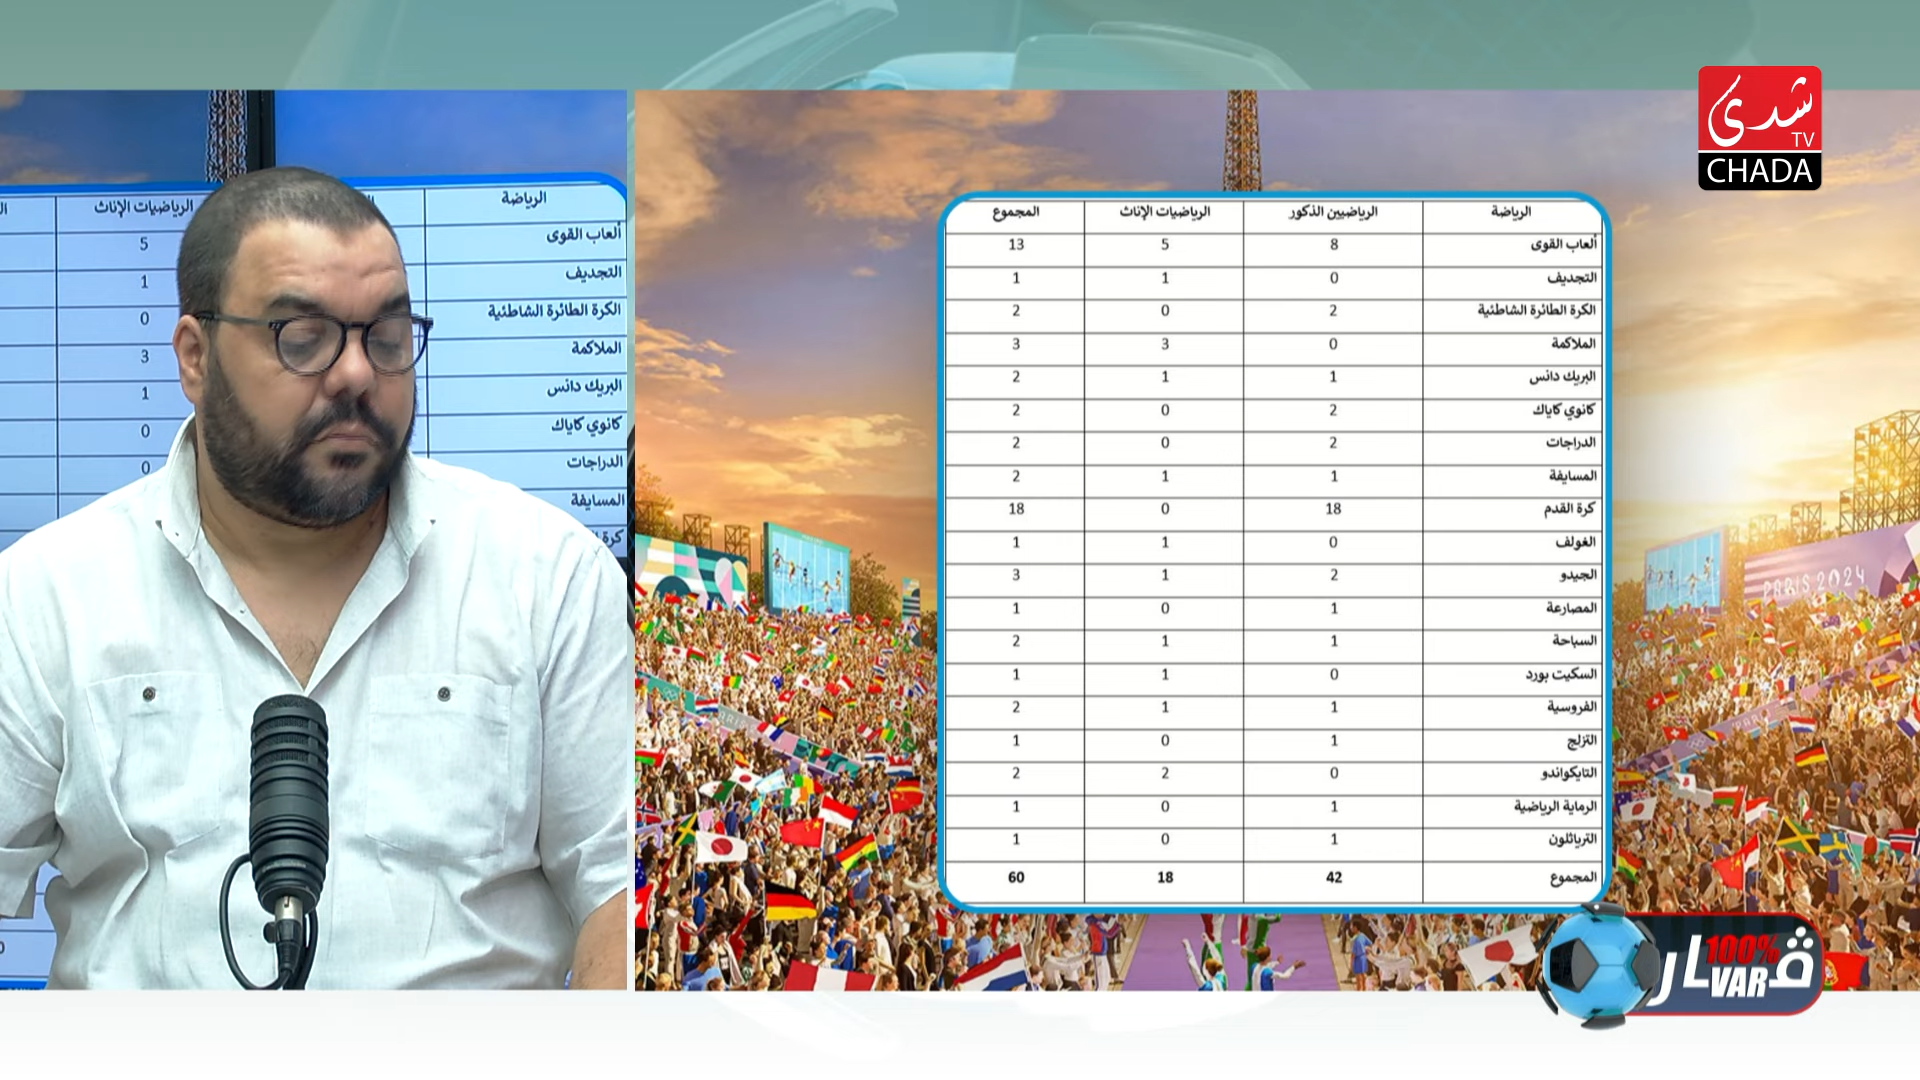 شدى
TV
CHADA
الرياضة الرياضيين الذكور الرياضيات الإناث المجموع
ألعاب القوى 8 5 13
التجديف 0 1 1
الكرة الطائرة الشاطئية 2 0 2
الملاكمة 0 3 3
البريك دانس 1 1 2
كانوي كاياك 2 0 2
الدراجات 2 0 2
المسايفة 1 1 2
كرة القدم 18 0 18
الغولف 0 1 1
الجيدو 2 1 3
المصارعة 1 0 1
السباحة 1 1 2
السكيت بورد 0 1 1
الفروسية 1 1 2
التزلج 1 0 1
التايكواندو 0 2 2
الرماية الرياضية 1 0 1
الترياثلون 1 0 1
المجموع 42 18 60
الرياضة الرياضيات الإناث
ألعاب القوى 5
التجديف 1
الكرة الطائرة الشاطئية 0
الملاكمة 3
البريك دانس 1
كانوي كاياك 0
الدراجات 0
المسايفة
كرة
PARIS 2024
PARIS
ڤار
100%
VAR